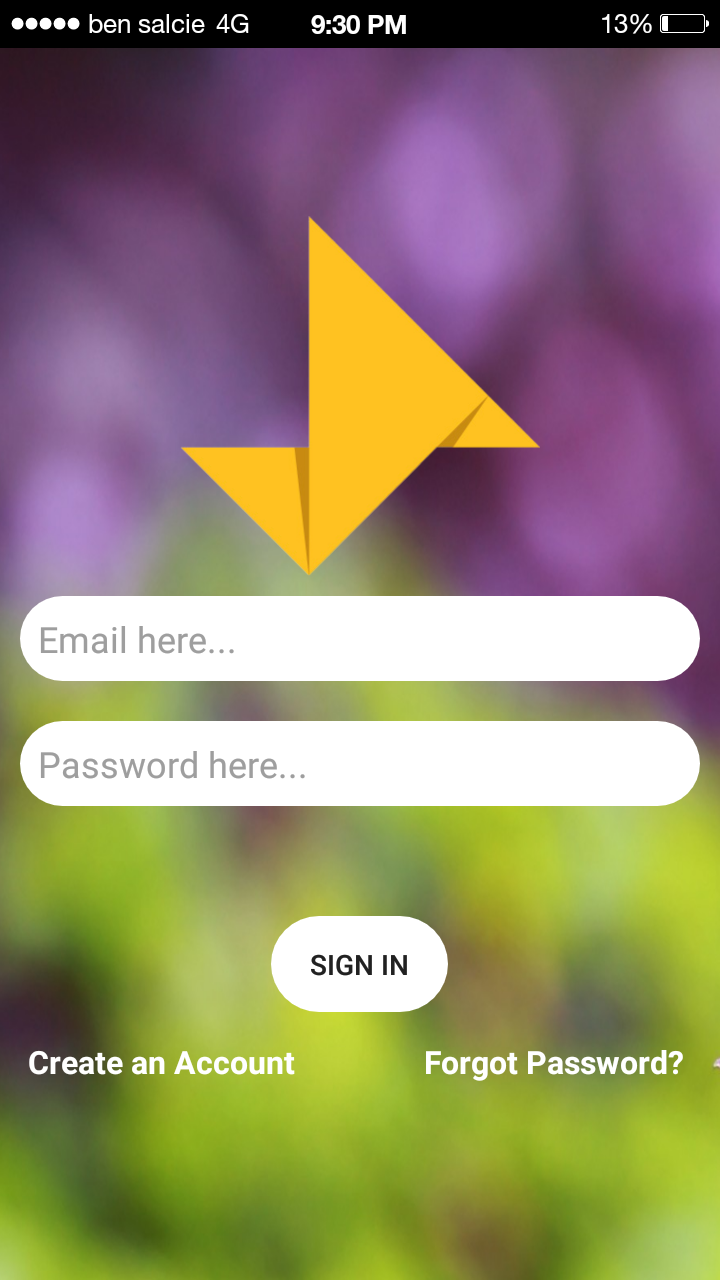 ben salcie 4G 9:30 PM 13%
Email here...
Password here...
SIGN IN
Create an Account Forgot Password?